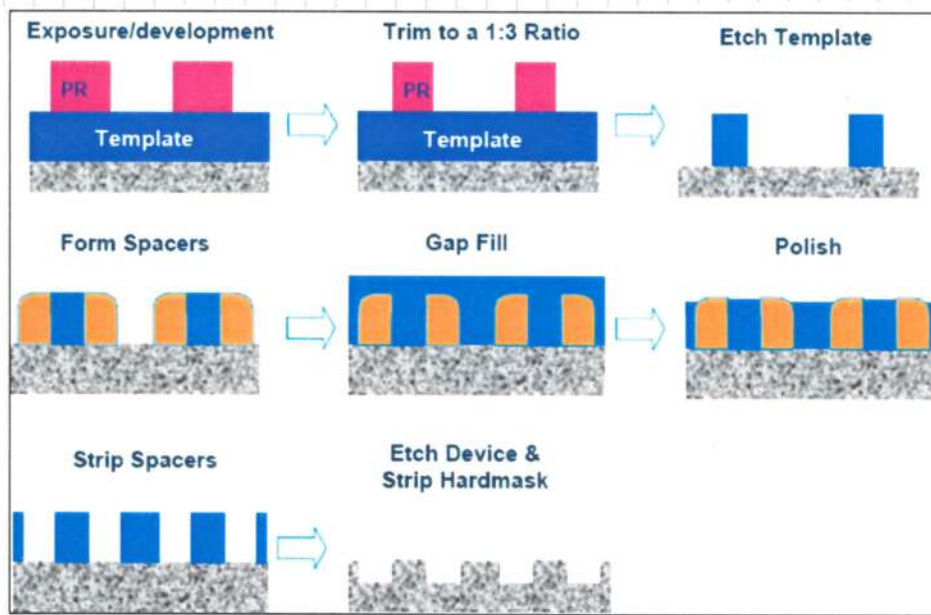 Exposure/development
Trim to a 1:3 Ratio
Etch Template
PR
PR
Template
Template
Form Spacers
Gap Fill
Polish
Strip Spacers
Etch Device &
Strip Hardmask